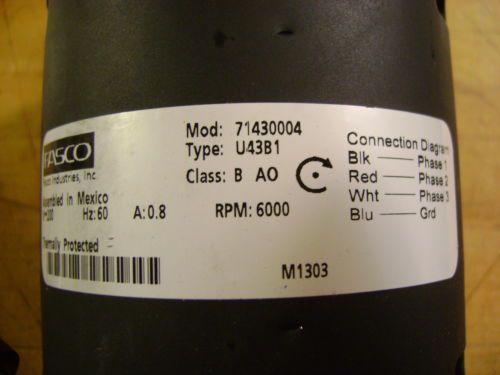 FASCO
Fasco Industries, Inc.
Assembled in Mexico
Hz: 60 A: 0.8
Thermally Protected
Mod: 71430004
Type: U43B1
Class: B AO
RPM: 6000
M1303
Connection Diagram
Blk Phase 1
Red Phase 2
Wht Phase 3
Blu Grd